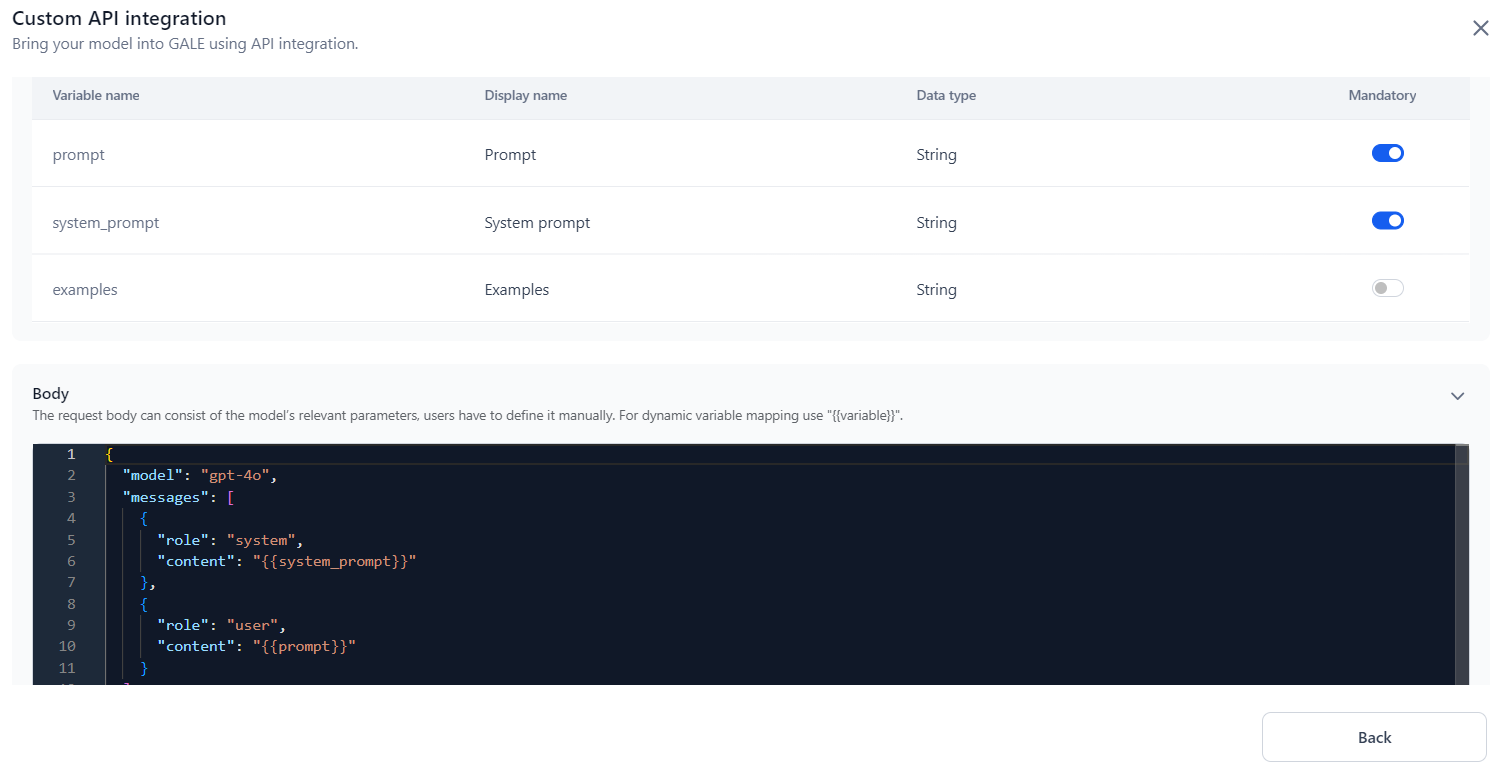 Custom API integration
Bring your model into GALE using API integration.
Variable name Display name Data type Mandatory
prompt Prompt String
system_prompt System prompt String
examples Examples String
Body
The request body can consist of the model's relevant parameters, users have to define it manually. For dynamic variable mapping use "{{variable}}".
1 {
2 "model": "gpt-4o",
3 "messages": [
4 {
5 "role": "system",
6 "content": "{{system_prompt}}"
7 },
8 {
9 "role": "user",
10 "content": "{{prompt}}"
11 }
Back